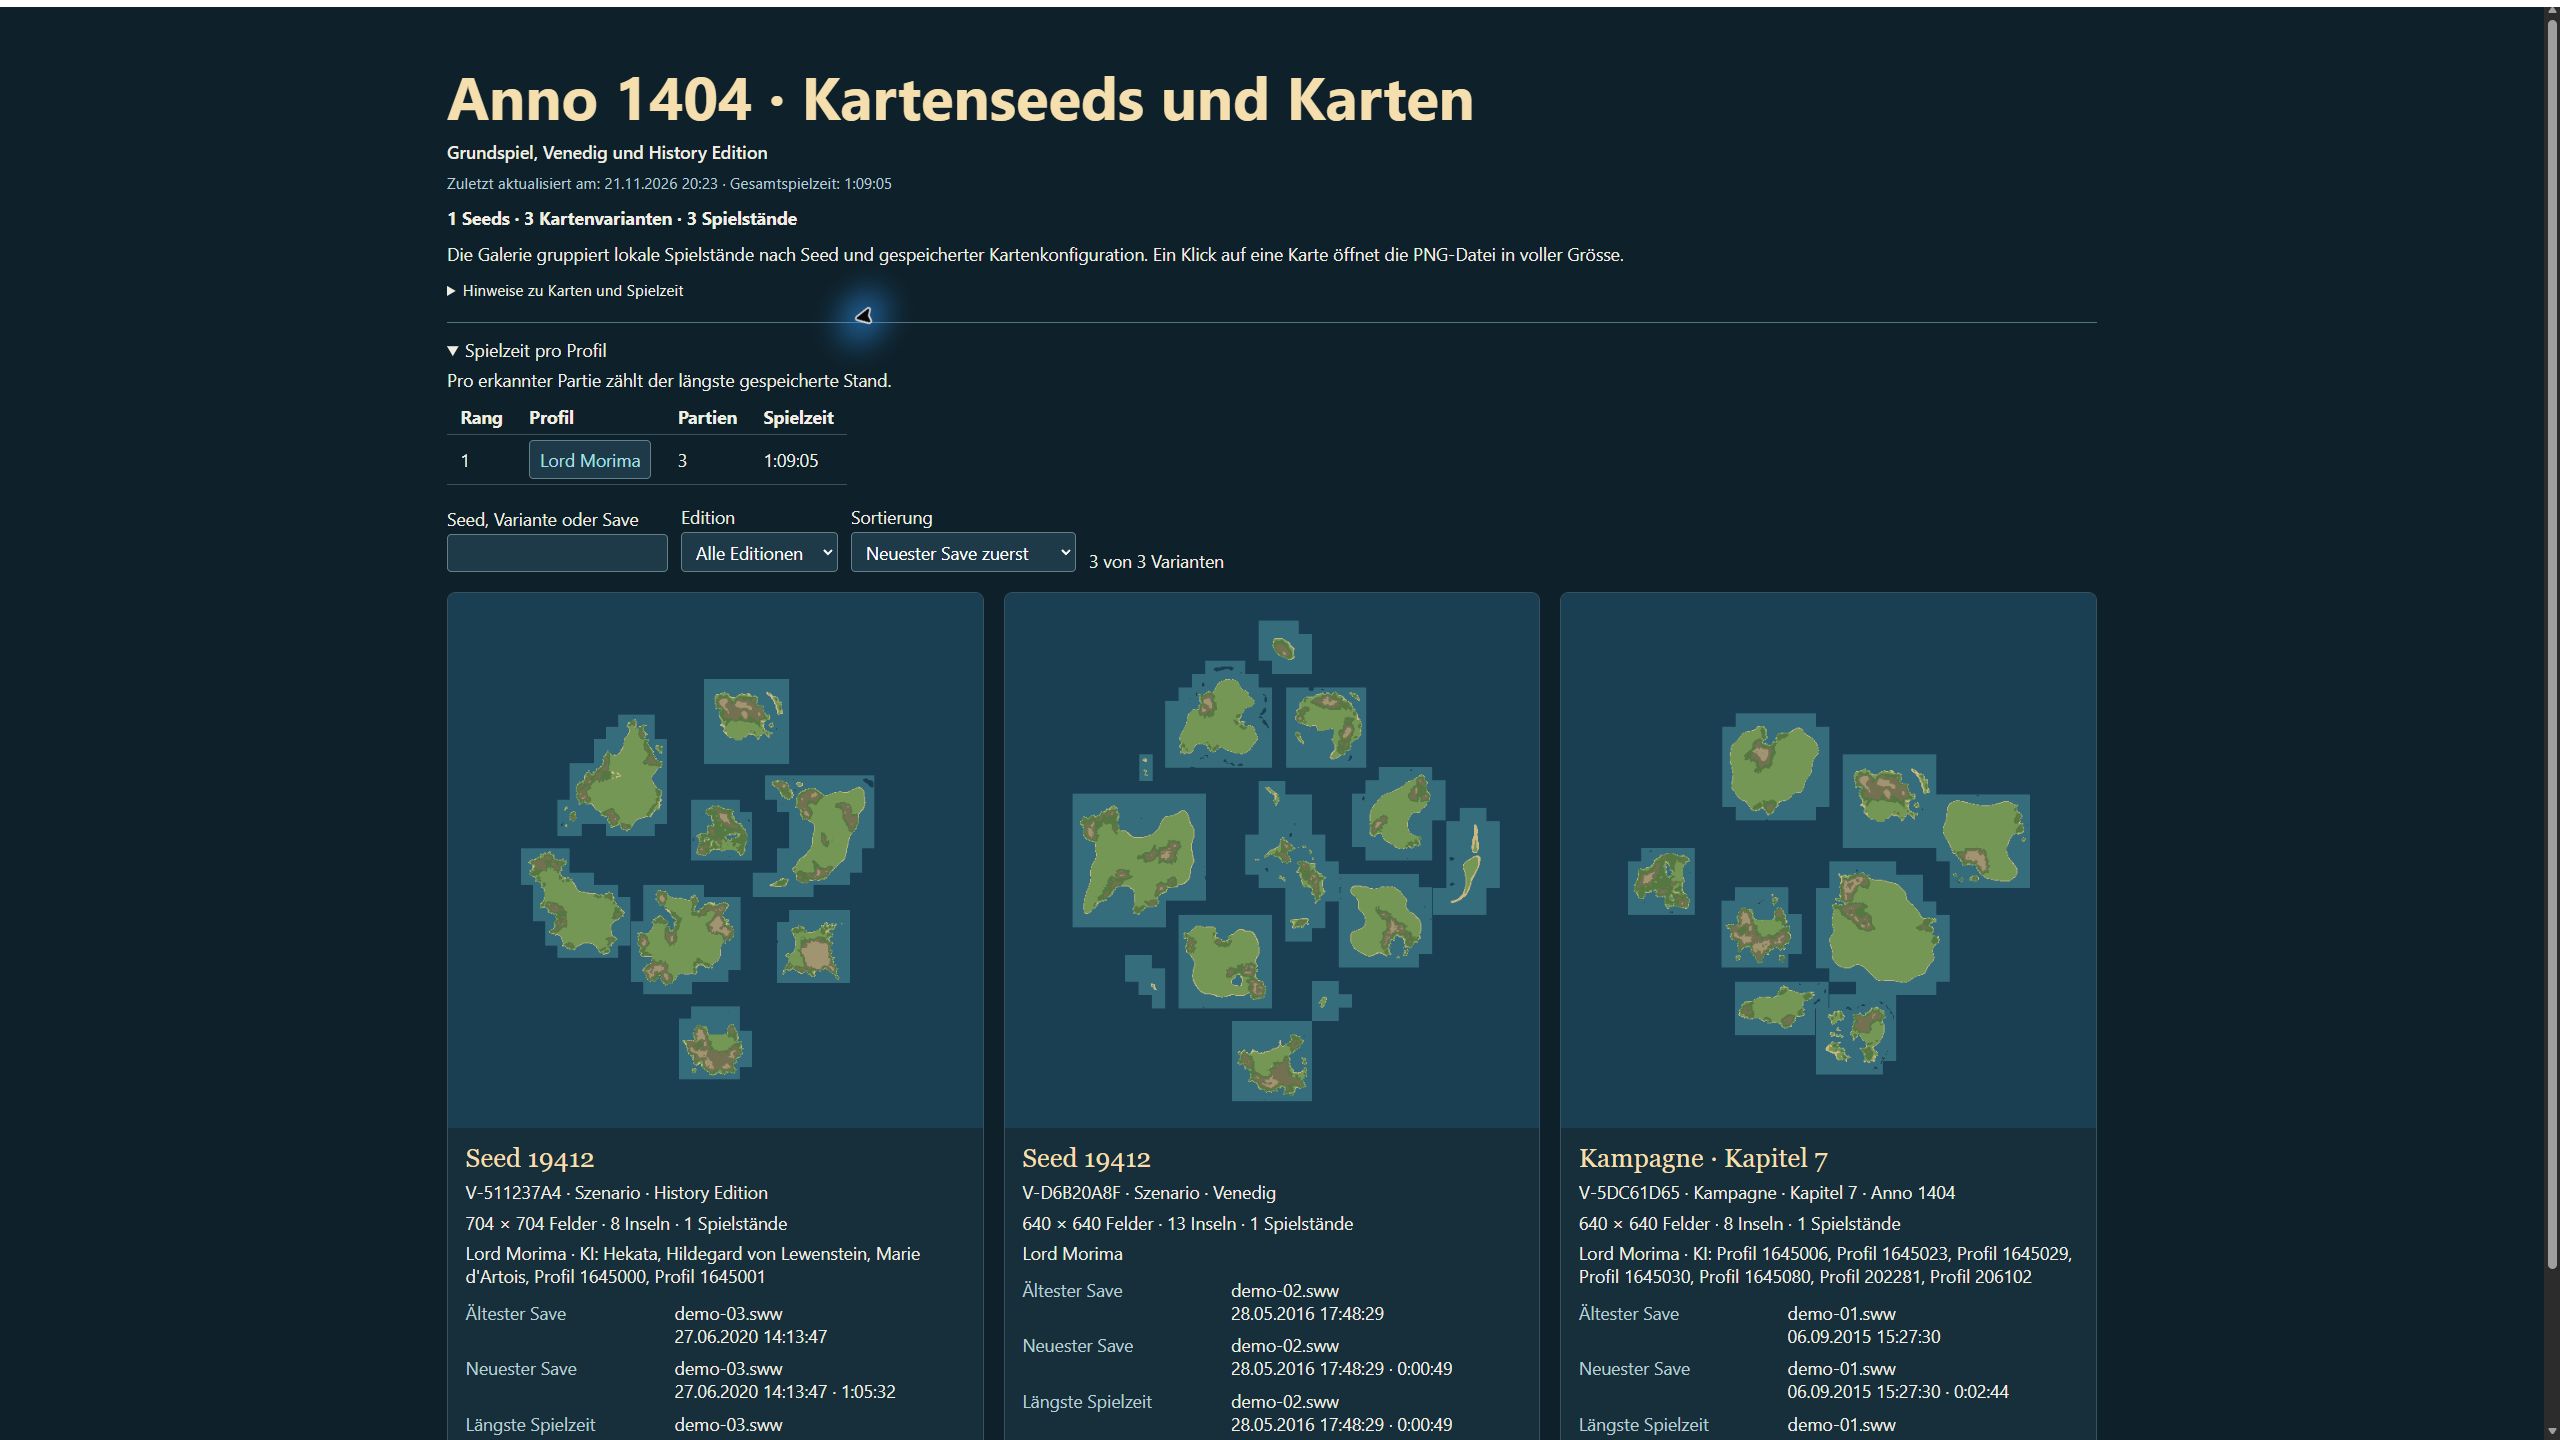 Anno 1404 · Kartenseeds und Karten
Grundspiel, Venedig und History Edition
Zuletzt aktualisiert am: 21.11.2026 20:23 · Gesamtspielzeit: 1:09:05
1 Seeds · 3 Kartenvarianten · 3 Spielstände
Die Galerie gruppiert lokale Spielstände nach Seed und gespeicherter Kartenkonfiguration. Ein Klick auf eine Karte öffnet die PNG-Datei in voller Grösse.
Hinweise zu Karten und Spielzeit
Spielzeit pro Profil
Pro erkannter Partie zählt der längste gespeicherte Stand.
Rang Profil Partien Spielzeit
1 Lord Morima 3 1:09:05
Seed, Variante oder Save Edition Sortierung
Alle Editionen Neuester Save zuerst 3 von 3 Varianten
Seed 19412
V-511237A4 · Szenario · History Edition
704 × 704 Felder · 8 Inseln · 1 Spielstände
Lord Morima · KI: Hekata, Hildegard von Lewenstein, Marie
d'Artois, Profil 1645000, Profil 1645001
Ältester Save demo-03.sww
27.06.2020 14:13:47
Neuester Save demo-03.sww
27.06.2020 14:13:47 · 1:05:32
Längste Spielzeit demo-03.sww
Seed 19412
V-D6B20A8F · Szenario · Venedig
640 × 640 Felder · 13 Inseln · 1 Spielstände
Lord Morima
Ältester Save demo-02.sww
28.05.2016 17:48:29
Neuester Save demo-02.sww
28.05.2016 17:48:29 · 0:00:49
Längste Spielzeit demo-02.sww
28.05.2016 17:48:29 · 0:00:49
Kampagne · Kapitel 7
V-5DC61D65 · Kampagne · Kapitel 7 · Anno 1404
640 × 640 Felder · 8 Inseln · 1 Spielstände
Lord Morima · KI: Profil 1645006, Profil 1645023, Profil 1645029,
Profil 1645030, Profil 1645080, Profil 202281, Profil 206102
Ältester Save demo-01.sww
06.09.2015 15:27:30
Neuester Save demo-01.sww
06.09.2015 15:27:30 · 0:02:44
Längste Spielzeit demo-01.sww